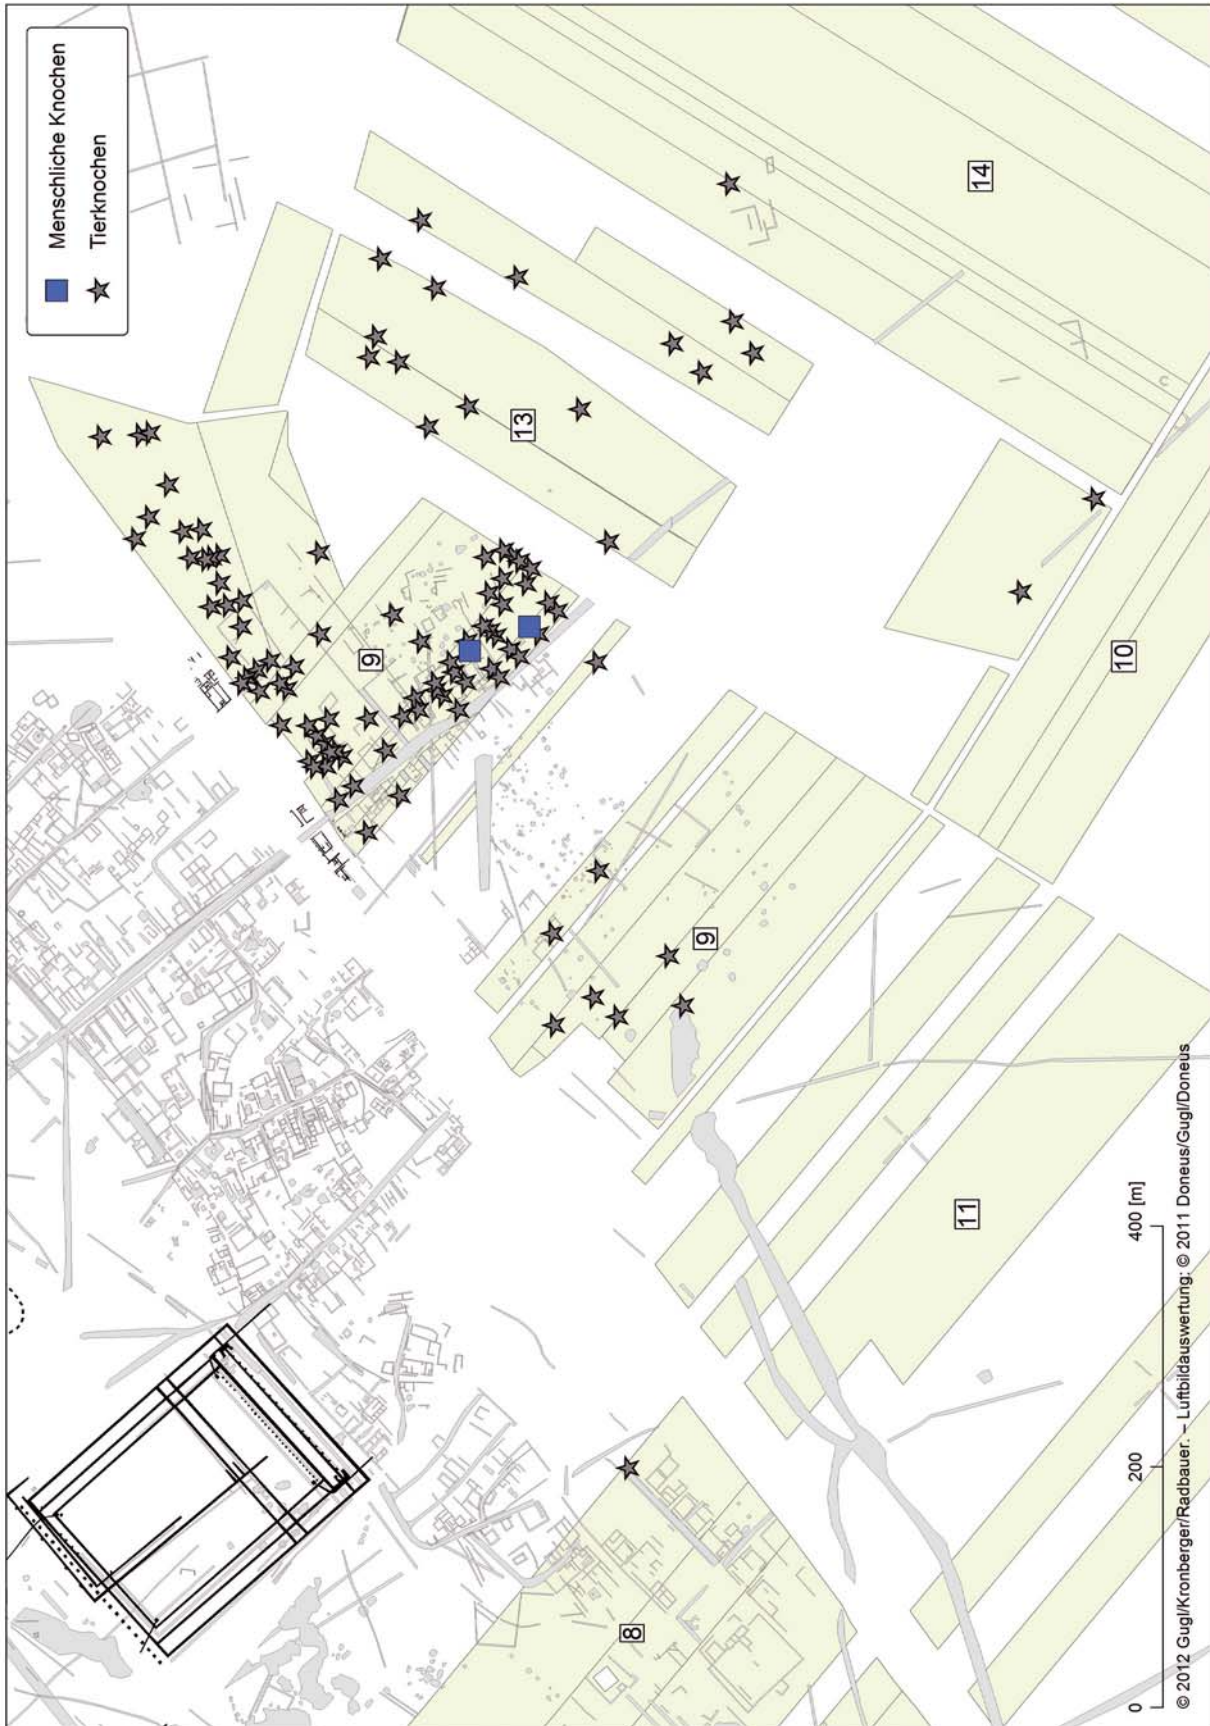 Menschliche Knochen
Tierknochen
9
13
8
9
11
14
10
0 200 400 [m]
© 2012 Gugl/Kronberger/Radbauer. – Luftbildauswertung: © 2011 Doneus/Gugl/Doneus